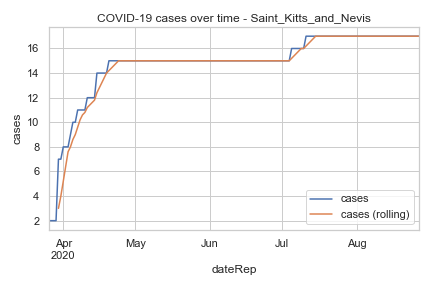 COVID-19 cases over time - Saint_Kitts_and_Nevis
cases
16
14
12
10
8
6
4
2
cases
cases (rolling)
Apr May Jun Jul Aug
2020
dateRep